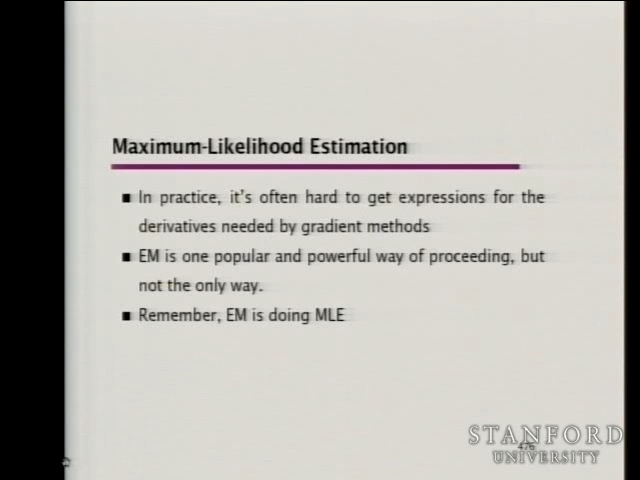 Maximum-Likelihood Estimation
■ In practice, it's often hard to get expressions for the
derivatives needed by gradient methods
■ EM is one popular and powerful way of proceeding, but
not the only way.
■ Remember, EM is doing MLE
476
STANFORD
UNIVERSITY